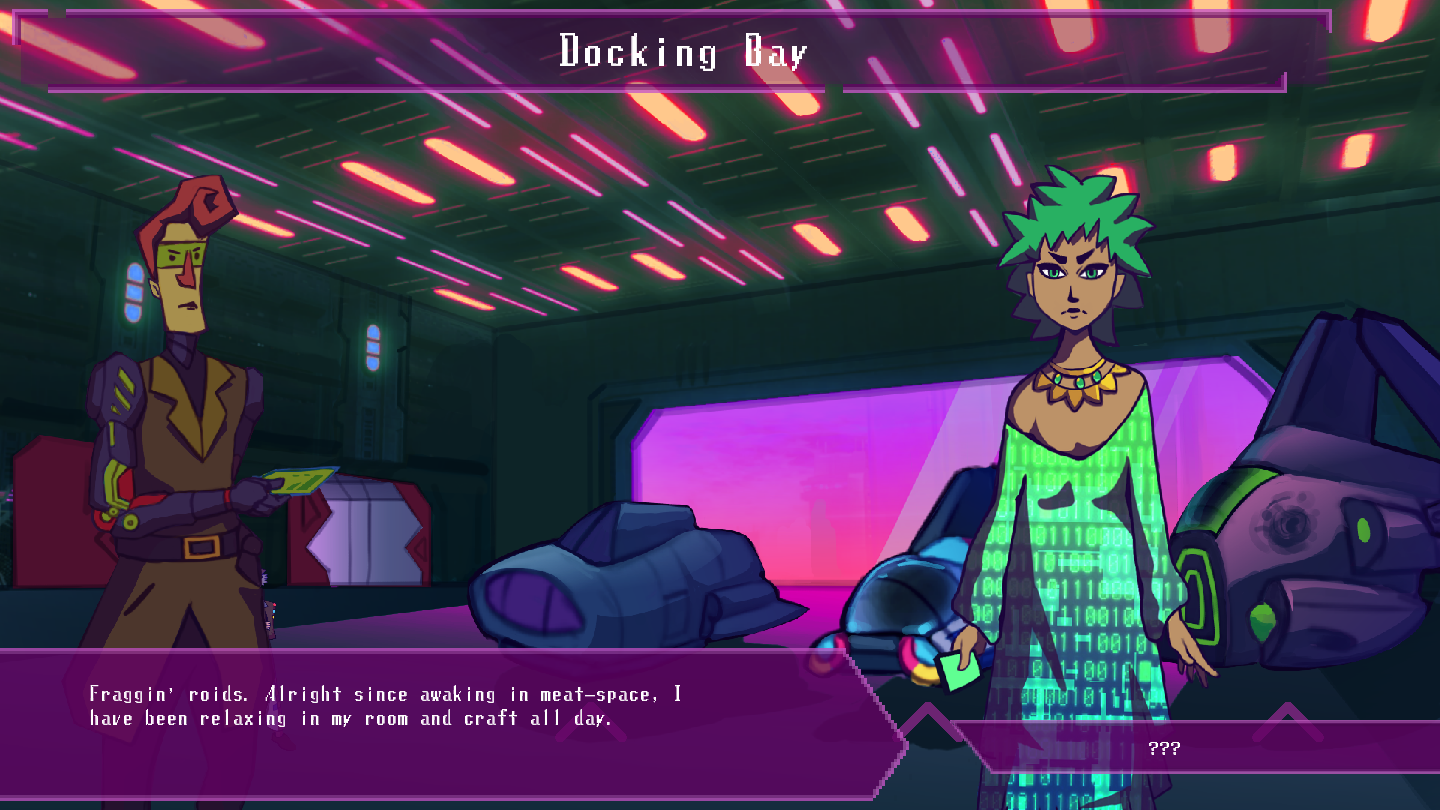 Docking Bay
Fraggin' roids. Alright since awaking in meat-space, I
have been relaxing in my room and craft all day.
???